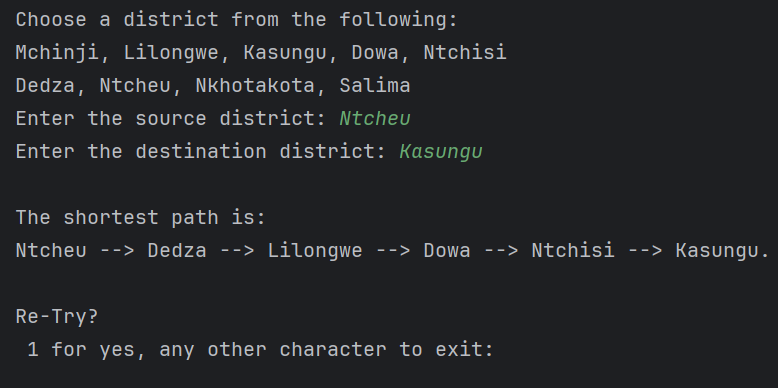 Choose a district from the following:
Mchinji, Lilongwe, Kasungu, Dowa, Ntchisi
Dedza, Ntcheu, Nkhotakota, Salima
Enter the source district: Ntcheu
Enter the destination district: Kasungu
The shortest path is:
Ntcheu --> Dedza --> Lilongwe --> Dowa --> Ntchisi --> Kasungu.
Re-Try?
1 for yes, any other character to exit: